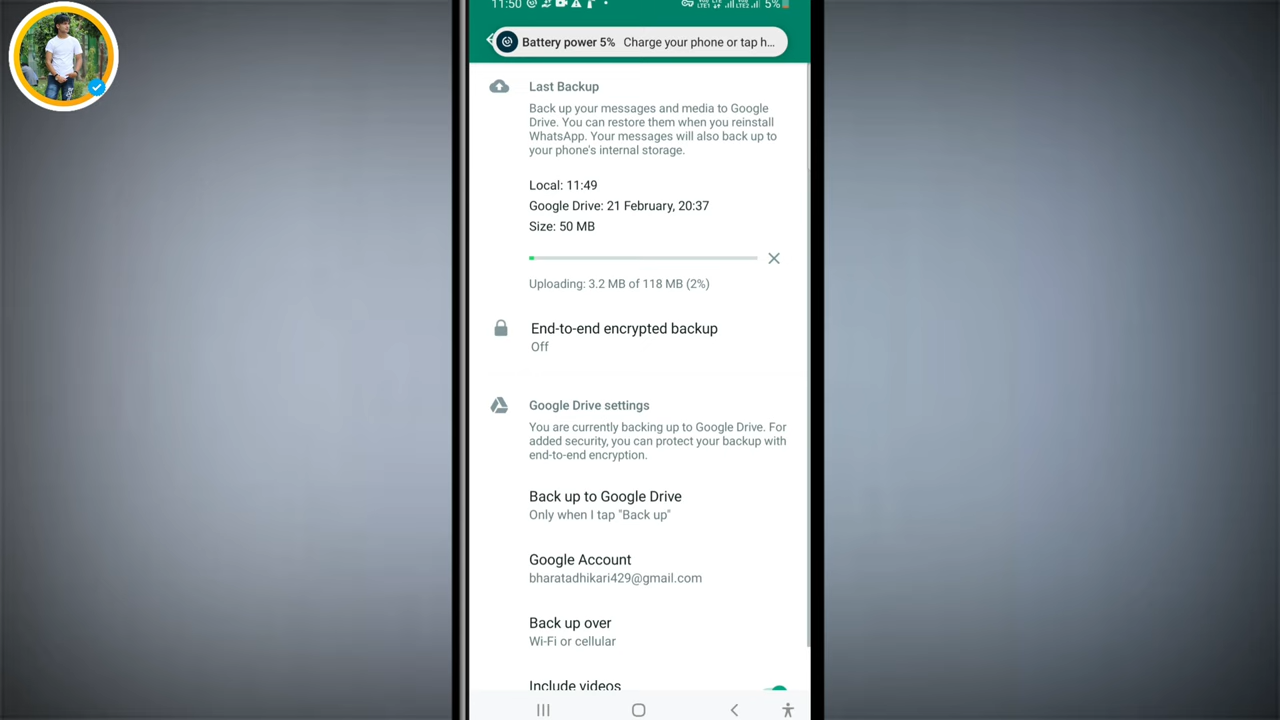 11:50 5%
Battery power 5% Charge your phone or tap h...
Last Backup
Back up your messages and media to Google
Drive. You can restore them when you reinstall
WhatsApp. Your messages will also back up to
your phone's internal storage.
Local: 11:49
Google Drive: 21 February, 20:37
Size: 50 MB
Uploading: 3.2 MB of 118 MB (2%)
End-to-end encrypted backup
Off
Google Drive settings
You are currently backing up to Google Drive. For
added security, you can protect your backup with
end-to-end encryption.
Back up to Google Drive
Only when I tap "Back up"
Google Account
bharatadhikari429@gmail.com
Back up over
Wi-Fi or cellular
Include videos